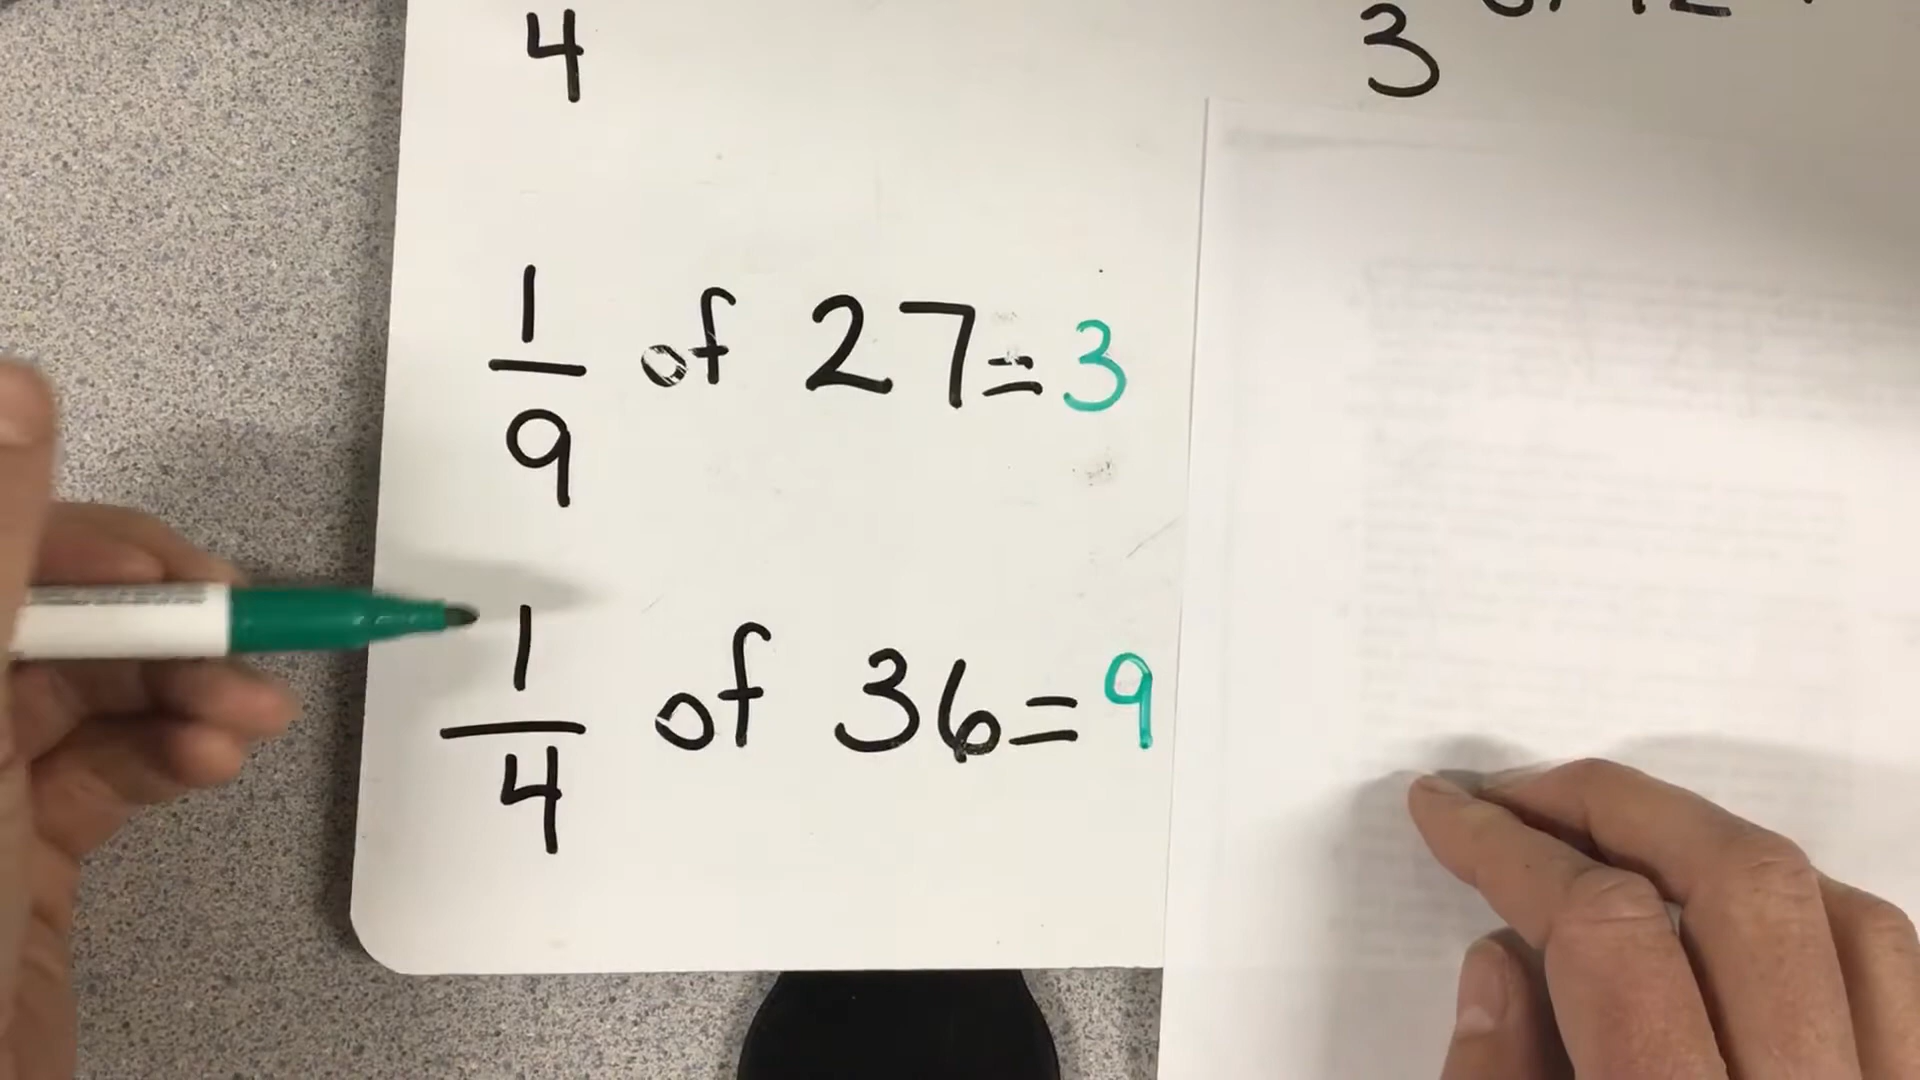 4
3
1/9 of 27 = 3
1/4 of 36 = 9